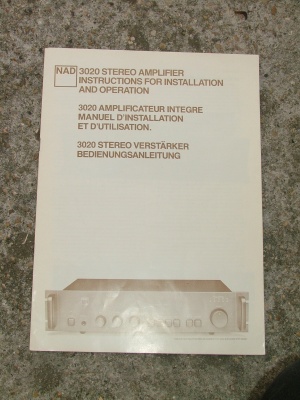 NAD
3020 STEREO AMPLIFIER
INSTRUCTIONS FOR INSTALLATION
AND OPERATION
3020 AMPLIFICATEUR INTEGRE
MANUEL D'INSTALLATION
ET D'UTILISATION.
3020 STEREO VERSTÄRKER
BEDIENUNGSANLEITUNG